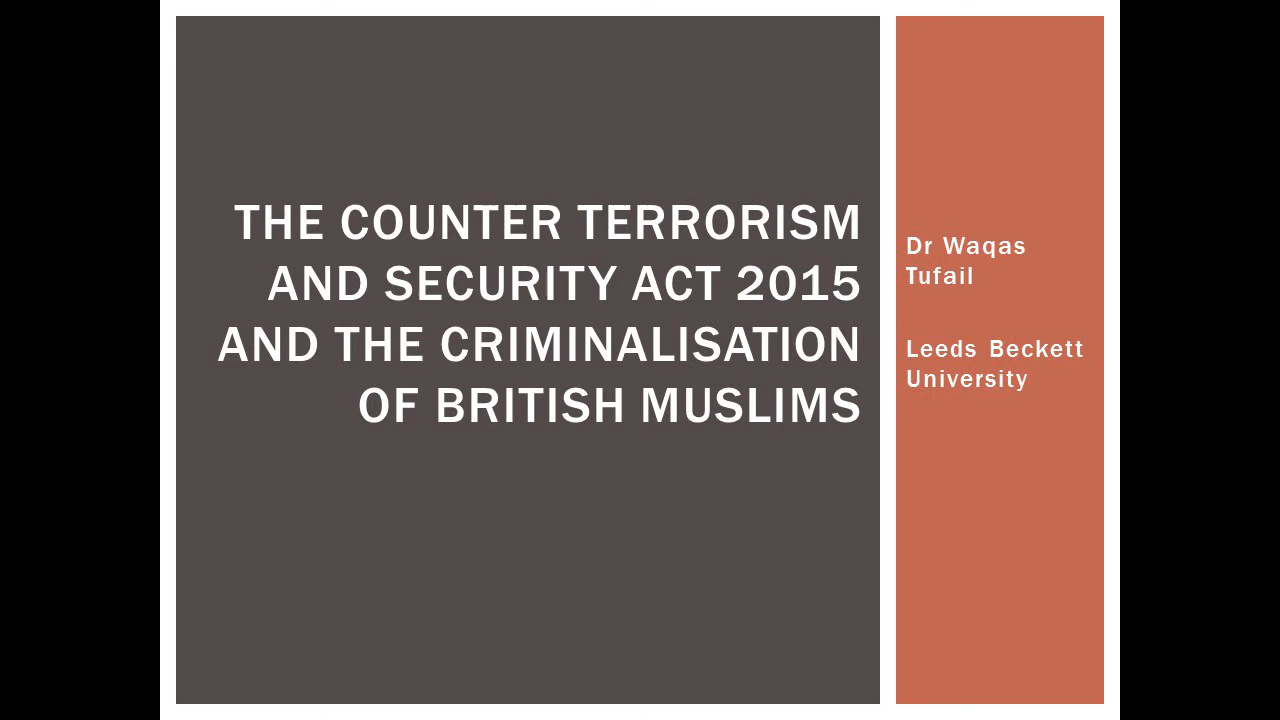 THE COUNTER TERRORISM
AND SECURITY ACT 2015
AND THE CRIMINALISATION
OF BRITISH MUSLIMS
Dr Waqas
Tufail
Leeds Beckett
University